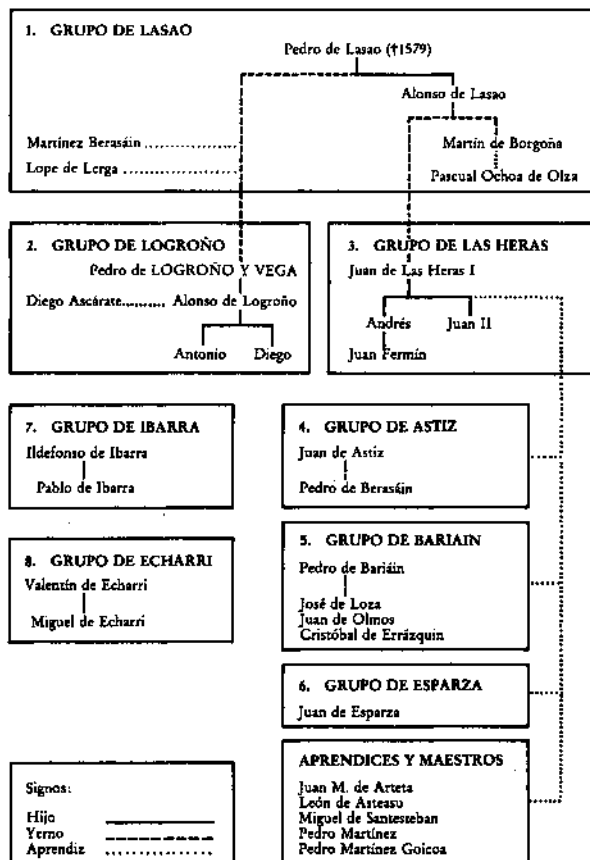 1. GRUPO DE LASAO
Pedro de Lasao (†1579)
Alonso de Lasao
Martínez Berasáin
Martín de Borgoña
Lope de Lerga
Pascual Ochoa de Olza
2. GRUPO DE LOGROÑO
Pedro de LOGROÑO Y VEGA
Diego Ascárate
Alonso de Logroño
Antonio
Diego
3. GRUPO DE LAS HERAS
Juan de Las Heras I
Andrés
Juan II
Juan Fermín
7. GRUPO DE IBARRA
Ildefonso de Ibarra
Pablo de Ibarra
4. GRUPO DE ASTIZ
Juan de Astiz
Pedro de Berasáin
8. GRUPO DE ECHARRI
Valentín de Echarri
Miguel de Echarri
5. GRUPO DE BARIAIN
Pedro de Bariáin
José de Loza
Juan de Olmos
Cristóbal de Errázquin
6. GRUPO DE ESPARZA
Juan de Esparza
Signos:
Hijo
Yerno
Aprendiz
APRENDICES Y MAESTROS
Juan M. de Arteta
León de Asteasu
Miguel de Santesteban
Pedro Martínez
Pedro Martínez Goicoa